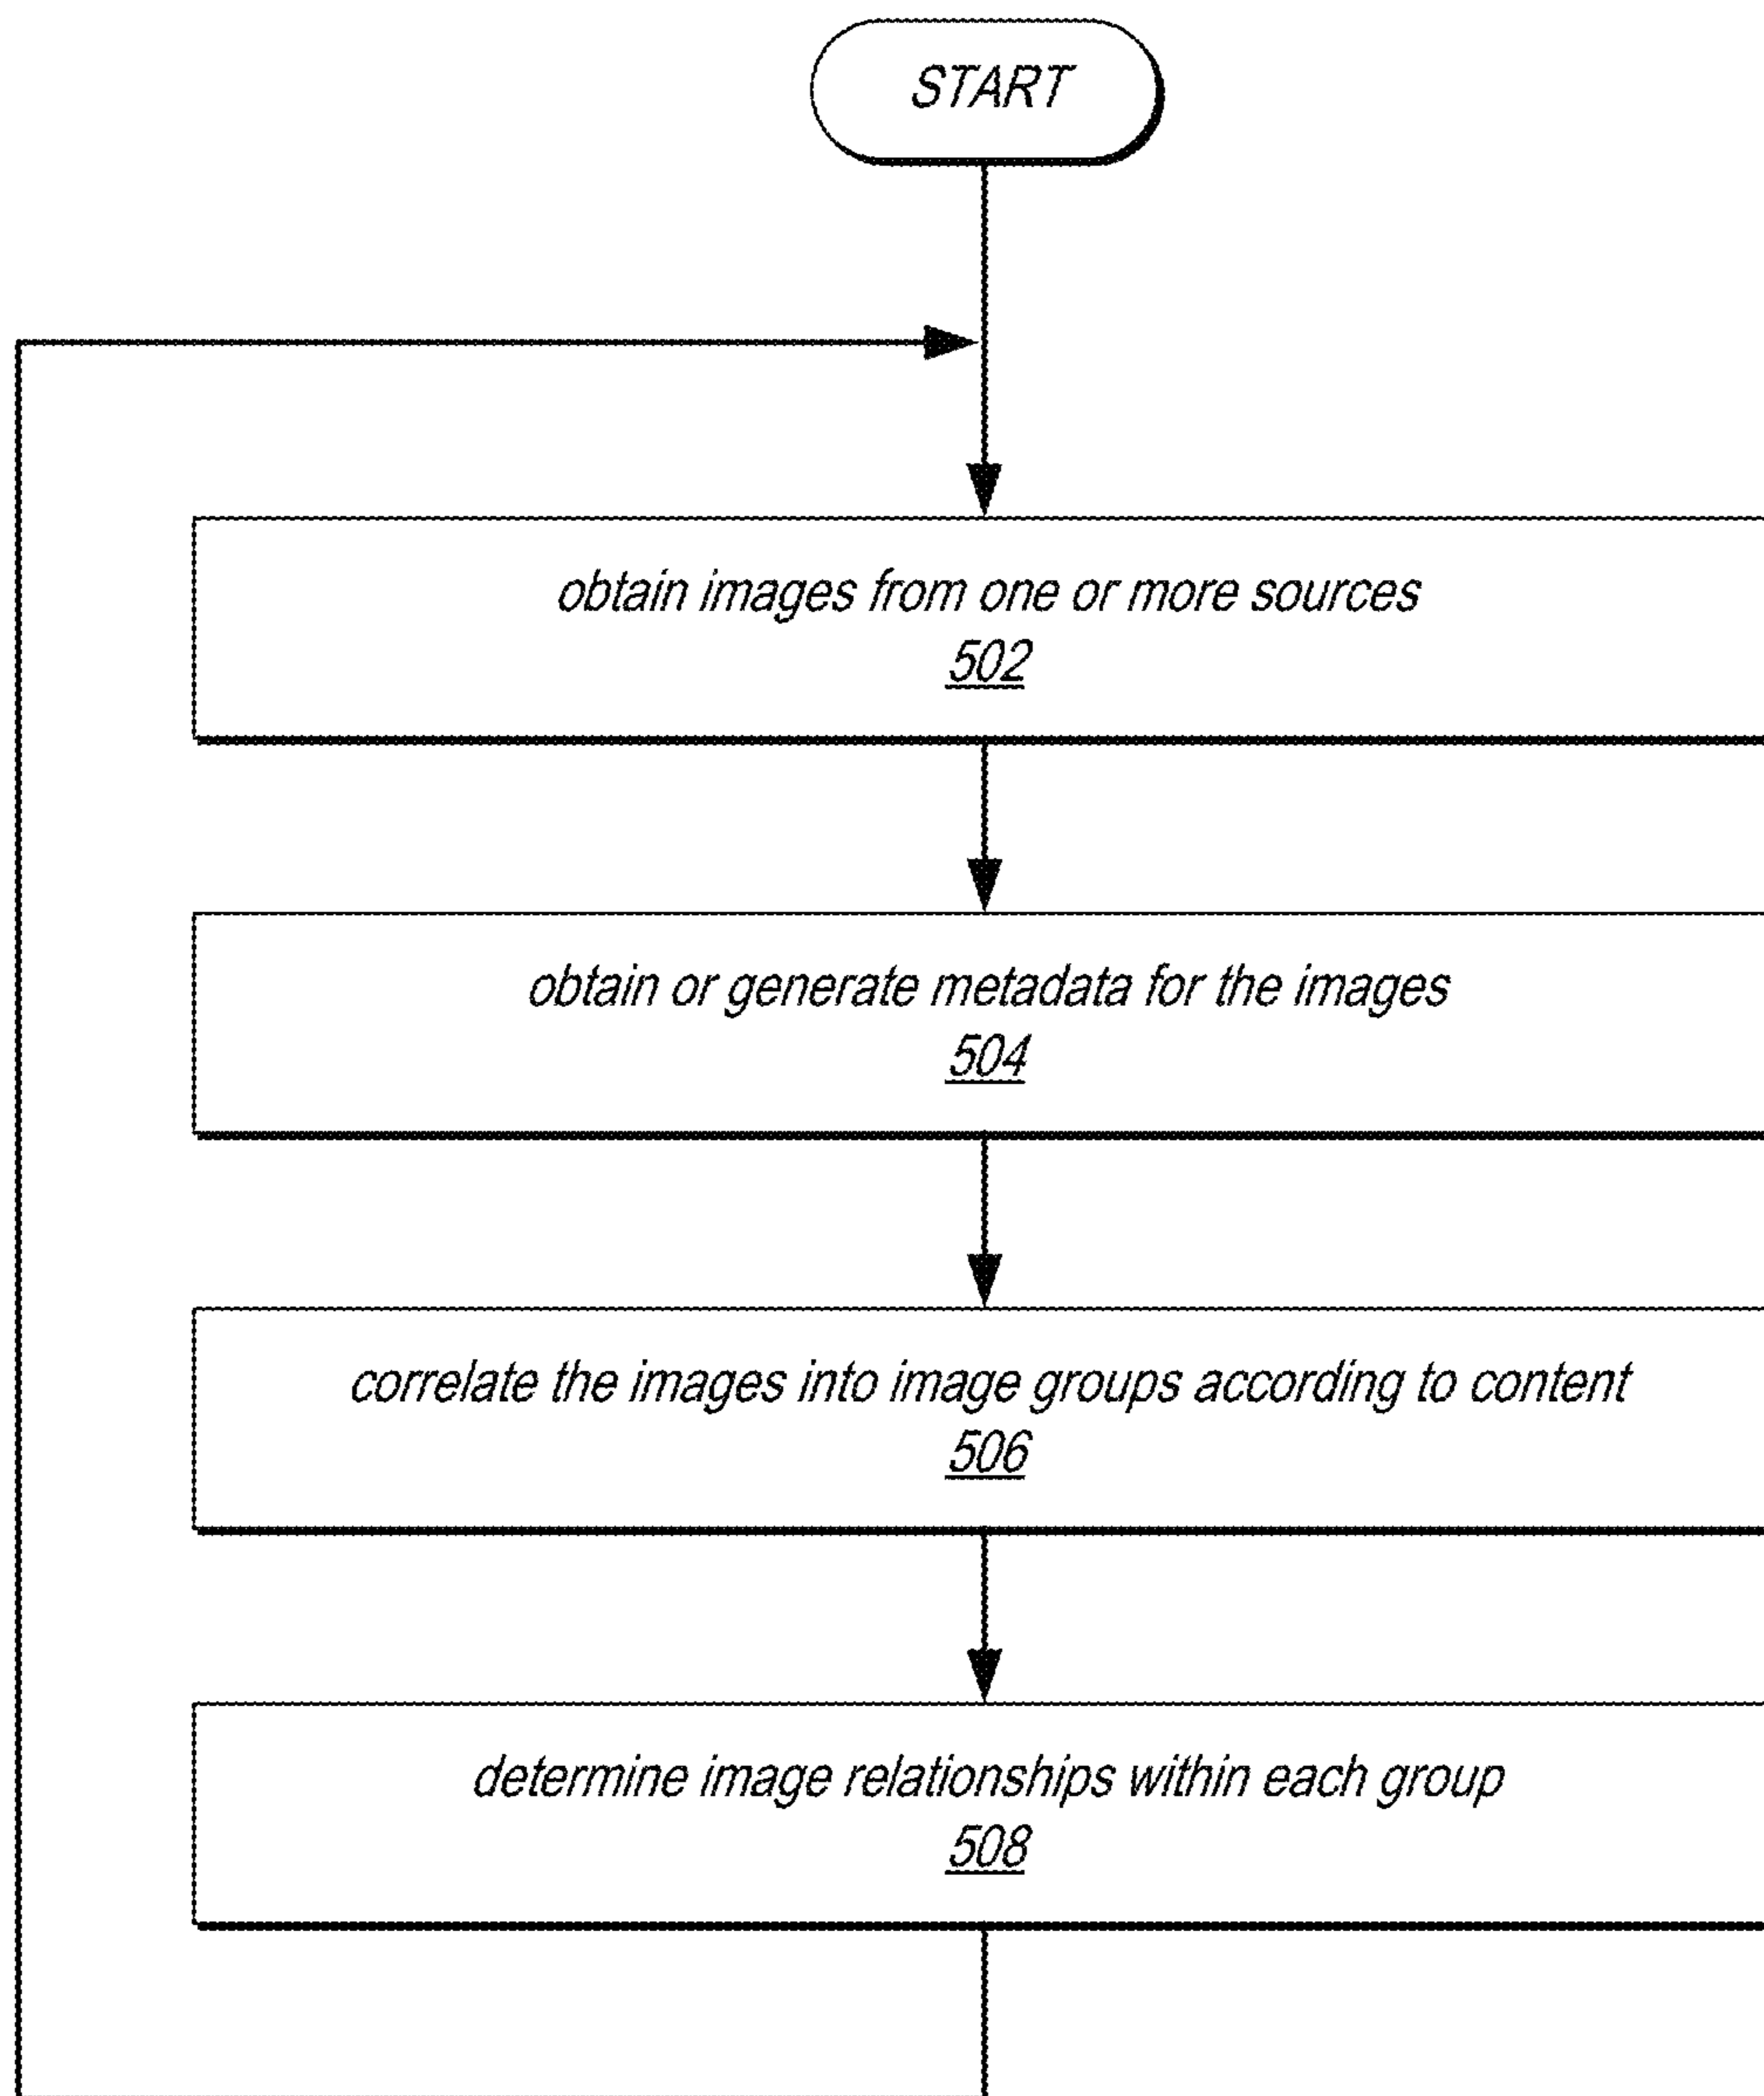 START
obtain images from one or more sources
502
obtain or generate metadata for the images
504
correlate the images into image groups according to content
506
determine image relationships within each group
508